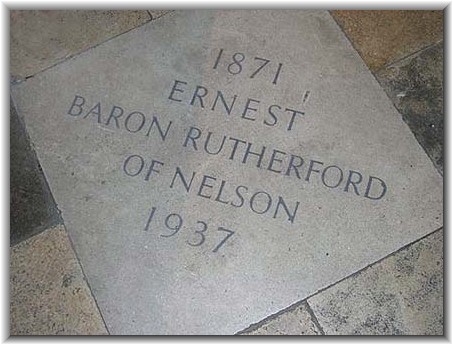 1871
ERNEST
BARON RUTHERFORD
OF NELSON
1937